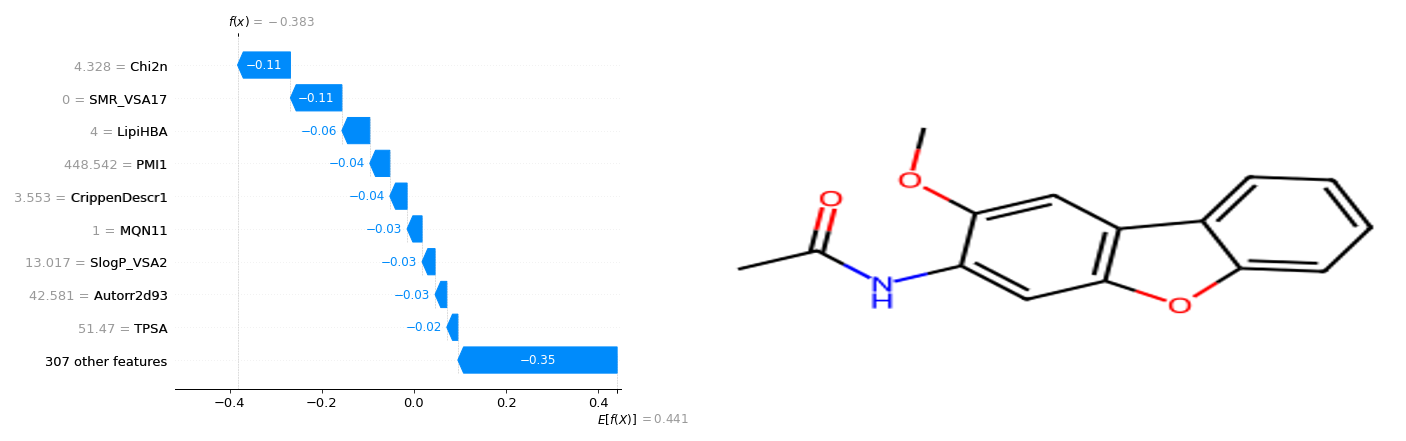 f(x) = −0.383
4.328 = Chi2n
−0.11
0 = SMR_VSA17
−0.11
4 = LipiHBA
−0.06
448.542 = PMI1
−0.04
3.553 = CrippenDescr1
−0.04
1 = MQN11
−0.03
13.017 = SlogP_VSA2
−0.03
42.581 = Autorr2d93
−0.03
51.47 = TPSA
−0.02
307 other features
−0.35
−0.4 −0.2 0.0 0.2 0.4
E[f(X)] = 0.441
O
O
N
H
O